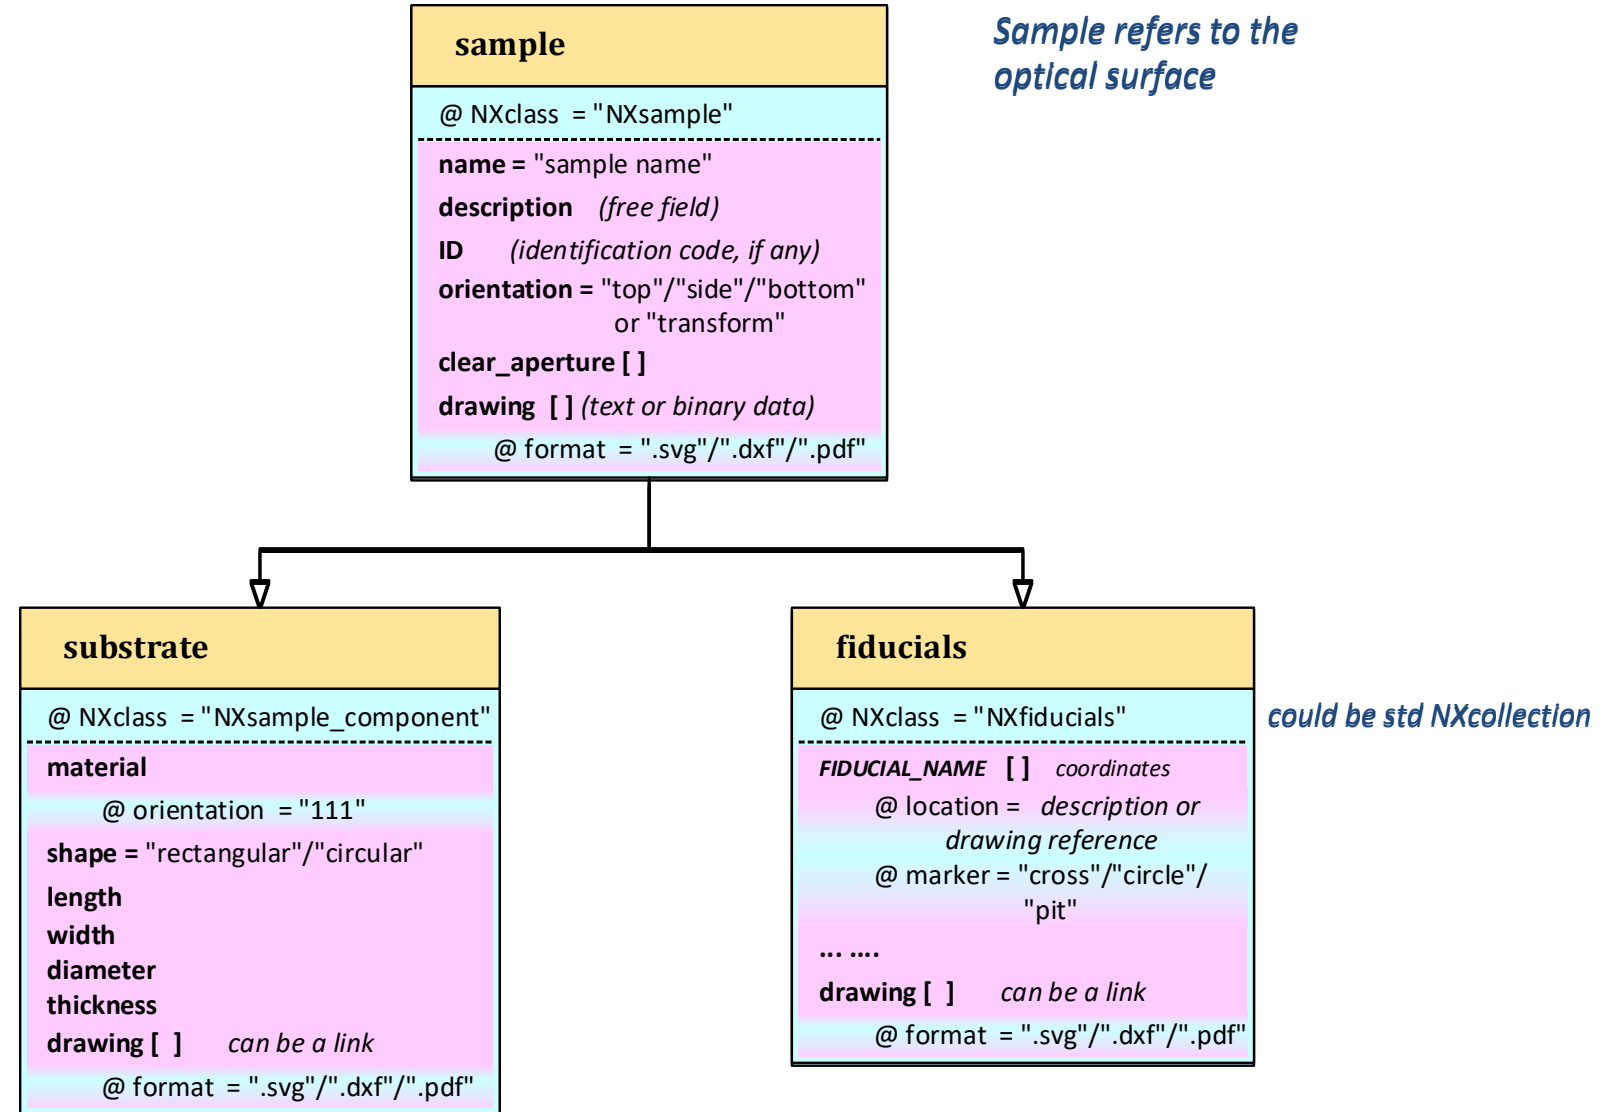 sample
Sample refers to the
optical surface
@ NXclass = "NXsample"
name = "sample name"
description (free field)
ID (identification code, if any)
orientation = "top"/"side"/"bottom"
or "transform"
clear_aperture [ ]
drawing [ ] (text or binary data)
@ format = ".svg"/".dxf"/".pdf"
substrate
@ NXclass = "NXsample_component"
material
@ orientation = "111"
shape = "rectangular"/"circular"
length
width
diameter
thickness
drawing [ ] can be a link
@ format = ".svg"/".dxf"/".pdf"
fiducials
@ NXclass = "NXfiducials"
could be std NXcollection
FIDUCIAL_NAME [ ] coordinates
@ location = description or
drawing reference
@ marker = "cross"/"circle"/
"pit"
... ....
drawing [ ] can be a link
@ format = ".svg"/".dxf"/".pdf"